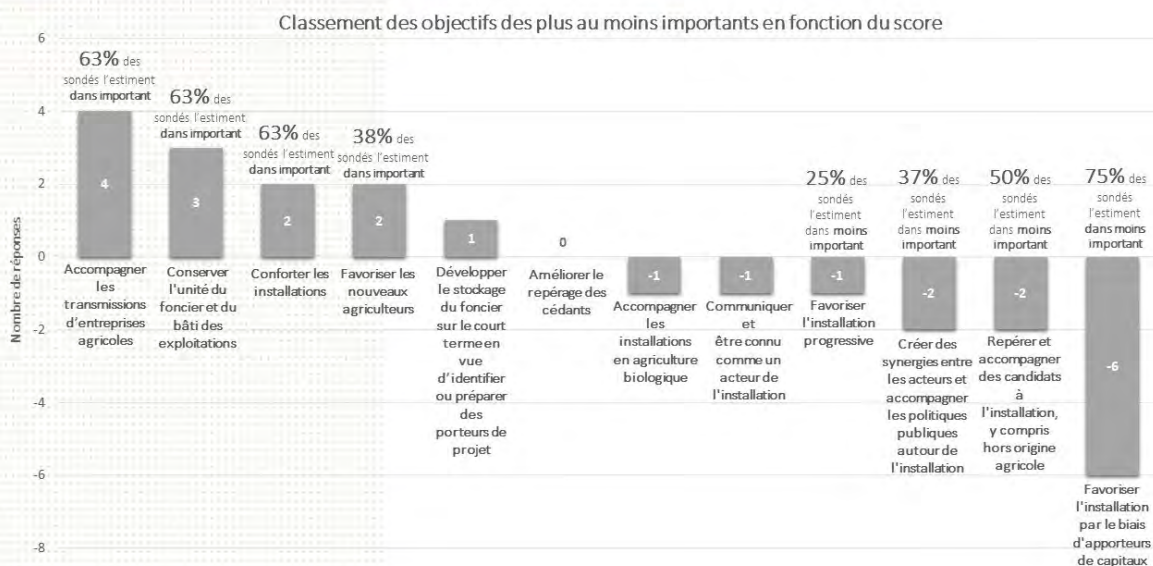 Classement des objectifs des plus au moins importants en fonction du score
Nombre de réponses
6
4
2
0
-2
-4
-6
-8
63% des
sondés l'estiment
dans important
4
Accompagner
les
transmissions
d'entreprises
agricoles
63% des
sondés l'estiment
dans important
3
Conserver
l'unité du
foncier et du
bâti des
exploitations
63% des
sondés l'estiment
dans important
2
Conforter les
installations
38% des
sondés l'estiment
dans important
2
Favoriser les
nouveaux
agriculteurs
1
Développer
le stockage
du foncier
sur le court
terme en
vue
d'identifier
ou préparer
des
porteurs de
projet
0
Améliorer le
repérage des
cédants
-1
Accompagner
les
installations
en agriculture
biologique
-1
Communiquer
et
être connu
comme un
acteur de
l'installation
25% des
sondés
l'estiment
dans moins
important
-1
Favoriser
l'installation
progressive
37% des
sondés
l'estiment
dans moins
important
-2
Créer des
synergies entre
les acteurs et
accompagner
les politiques
publiques
autour de
l'installation
50% des
sondés
l'estiment
dans moins
important
-2
Repérer et
accompagner
des candidats
à
l'installation,
y compris
hors origine
agricole
75% des
sondés
l'estiment
dans moins
important
-6
Favoriser
l'installation
par le biais
d'apporteurs
de capitaux